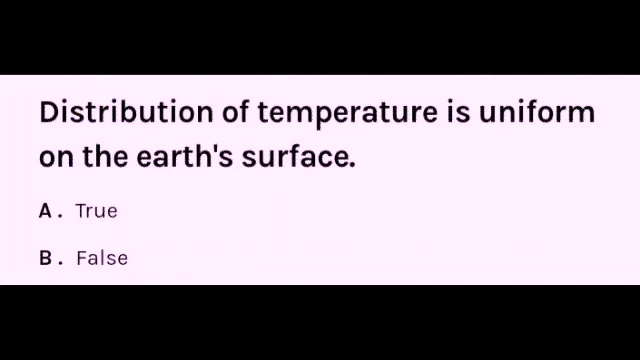 Distribution of temperature is uniform
on the earth's surface.
A. True
B. False